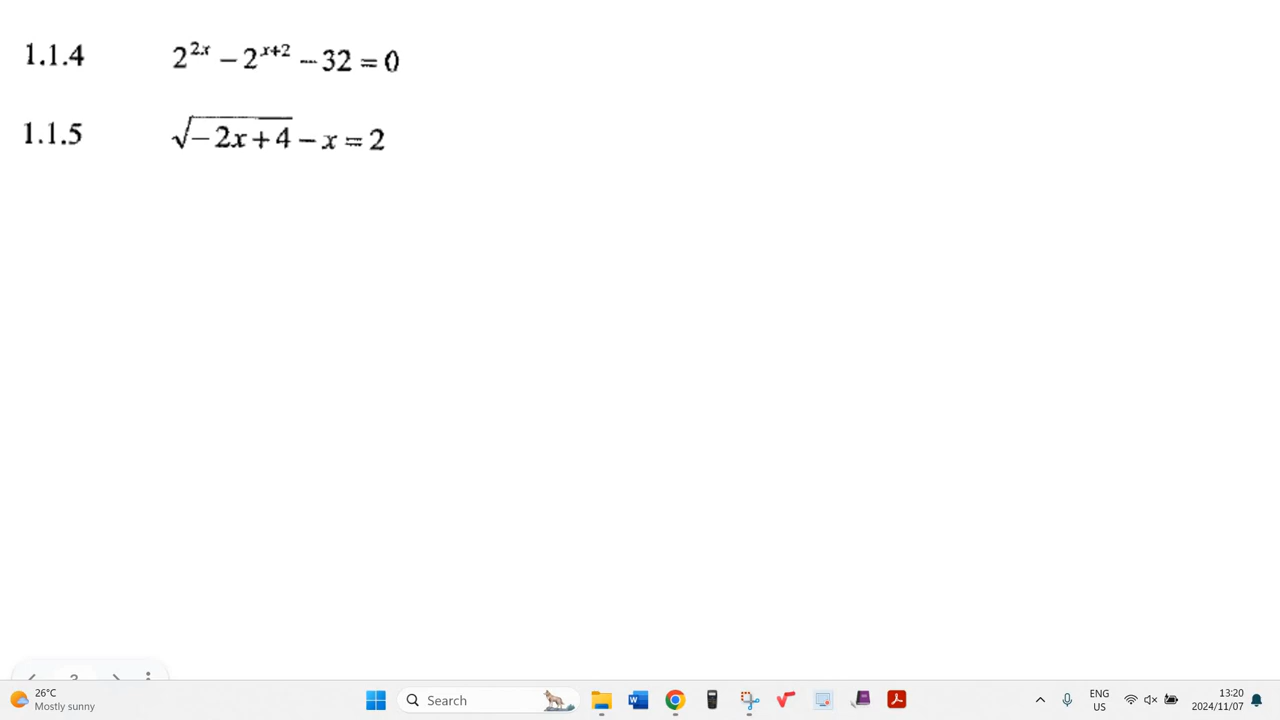 1.1.4 2^{2x} − 2^{x+2} − 32 = 0
1.1.5 √(−2x + 4) − x = 2
26°C
Mostly sunny
Search
ENG
US
13:20
2024/11/07